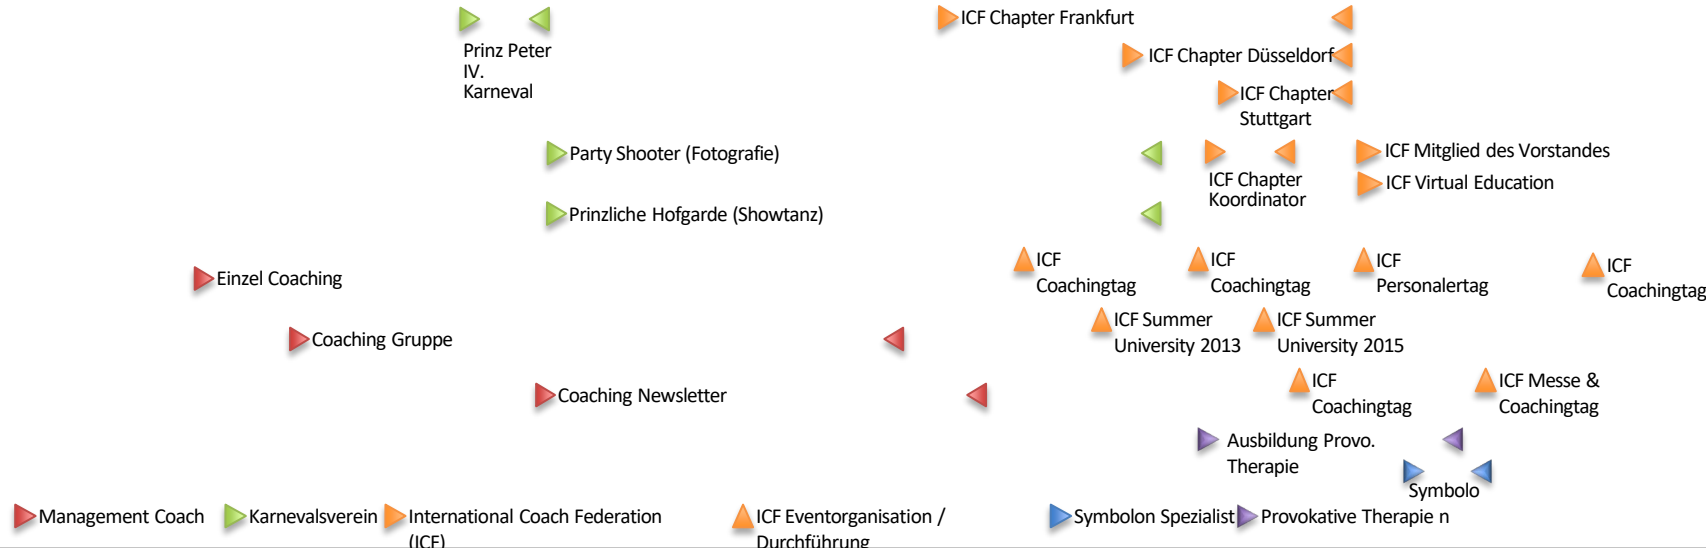 ICF Chapter Frankfurt
Prinz Peter
IV.
Karneval
ICF Chapter Düsseldorf
ICF Chapter
Stuttgart
Party Shooter (Fotografie)
ICF Mitglied des Vorstandes
ICF Chapter
Koordinator
ICF Virtual Education
Prinzliche Hofgarde (Showtanz)
Einzel Coaching
ICF
Coachingtag
ICF
Coachingtag
ICF
Personalertag
ICF
Coachingtag
Coaching Gruppe
ICF Summer
University 2013
ICF Summer
University 2015
Coaching Newsletter
ICF
Coachingtag
ICF Messe &
Coachingtag
Ausbildung Provo.
Therapie
Symbolo
Management Coach
Karnevalsverein
International Coach Federation
(ICF)
ICF Eventorganisation /
Durchführung
Symbolon Spezialist
Provokative Therapie n